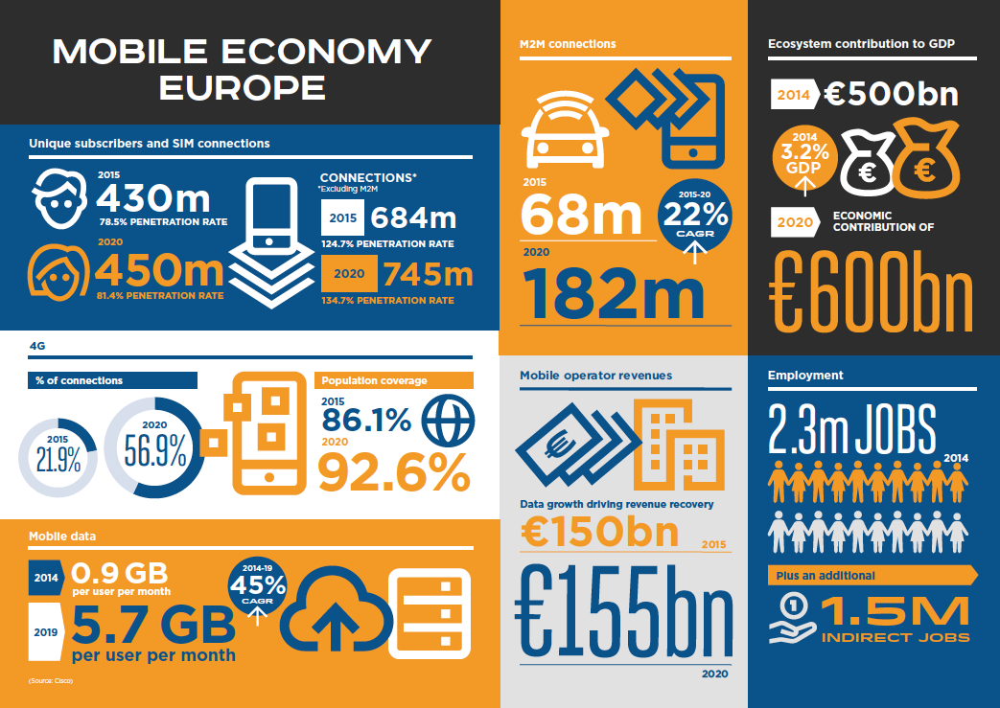 MOBILE ECONOMY
EUROPE
Unique subscribers and SIM connections
2015
430m
78.5% PENETRATION RATE
2020
450m
81.4% PENETRATION RATE
CONNECTIONS*
*Excluding M2M
2015 684m
124.7% PENETRATION RATE
2020 745m
134.7% PENETRATION RATE
4G
% of connections
2015
21.9%
2020
56.9%
Population coverage
2015
86.1%
2020
92.6%
Mobile data
2014 0.9 GB
per user per month
2019 5.7 GB
per user per month
2014-19
45%
CAGR
(Source: Cisco)
M2M connections
2015
68m
2015-20
22%
CAGR
2020
182m
Mobile operator revenues
€
Data growth driving revenue recovery
€150bn 2015
€155bn
2020
Ecosystem contribution to GDP
2014 €500bn
2014
3.2%
GDP
€
€
2020 ECONOMIC
CONTRIBUTION OF
€600bn
Employment
2.3m JOBS
2014
Plus an additional
1
1.5M
INDIRECT JOBS